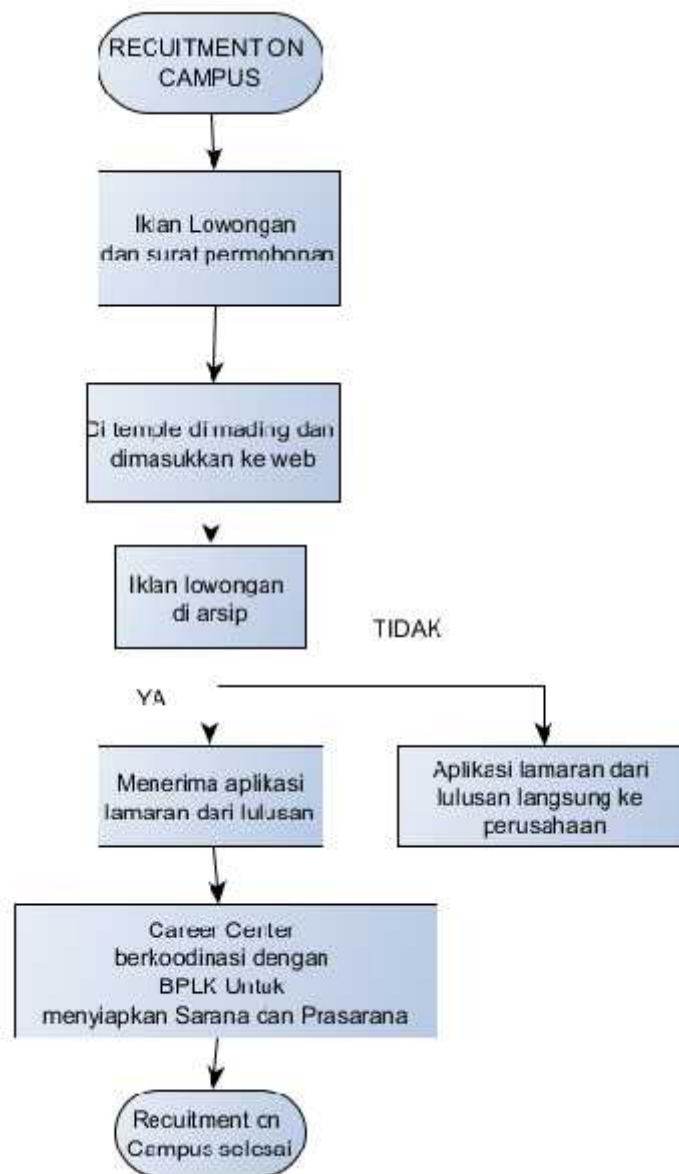 RECUITMENT ON
CAMPUS
Iklan Lowongan
dan surat permohonan
Di temple di mading dan
dimasukkan ke web
Iklan lowongan
di arsip
TIDAK
YA
Menerima aplikasi
lamaran dari lulusan
Aplikasi lamaran dari
lulusan langsung ke
perusahaan
Career Center
berkoodinasi dengan
BPLK Untuk
menyiapkan Sarana dan Prasarana
Recuitment on
Campus selesai